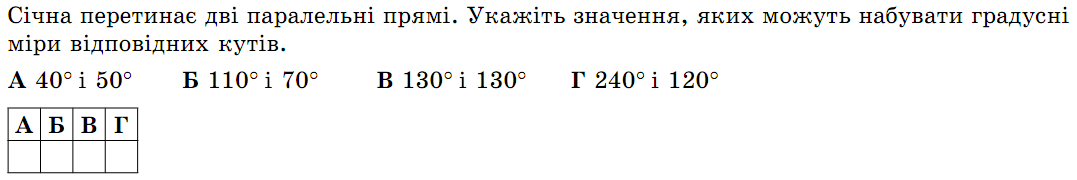 Січна перетинає дві паралельні прямі. Укажіть значення, яких можуть набувати градусні
міри відповідних кутів.
А 40° і 50° Б 110° і 70° В 130° і 130° Г 240° і 120°
А Б В Г